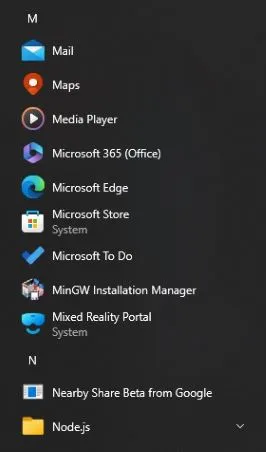 M
Mail
Maps
Media Player
Microsoft 365 (Office)
Microsoft Edge
Microsoft Store
System
Microsoft To Do
MinGW Installation Manager
Mixed Reality Portal
System
N
Nearby Share Beta from Google
Node.js